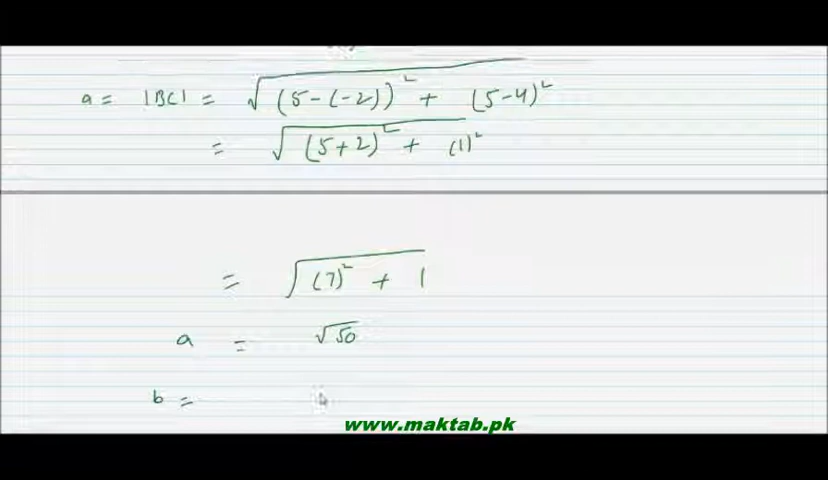 a = |BC| = √(5-(-2))² + (5-4)²
= √(5+2)² + (1)²
= √(7)² + 1
a = √50
b =
www.maktab.pk